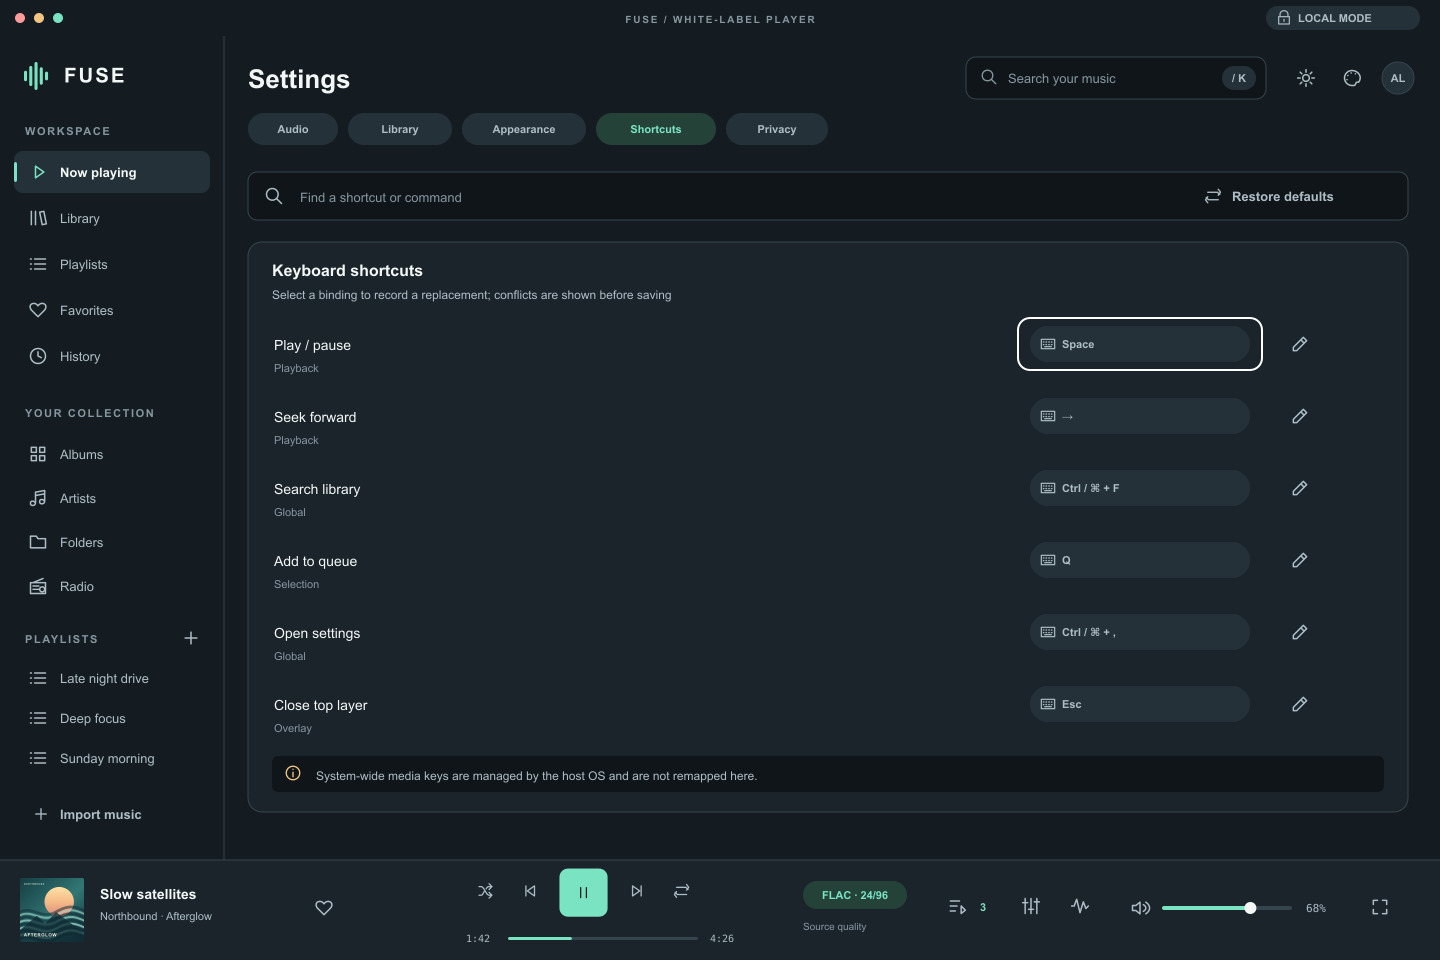 FUSE / WHITE-LABEL PLAYER
LOCAL MODE
FUSE
WORKSPACE
Now playing
Library
Playlists
Favorites
History
YOUR COLLECTION
Albums
Artists
Folders
Radio
PLAYLISTS
Late night drive
Deep focus
Sunday morning
Import music
Settings
Search your music
/ K
AL
Audio
Library
Appearance
Shortcuts
Privacy
Find a shortcut or command
Restore defaults
Keyboard shortcuts
Select a binding to record a replacement; conflicts are shown before saving
Play / pause
Playback
Space
Seek forward
Playback
→
Search library
Global
Ctrl / ⌘ + F
Add to queue
Selection
Q
Open settings
Global
Ctrl / ⌘ + ,
Close top layer
Overlay
Esc
System-wide media keys are managed by the host OS and are not remapped here.
AFTERGLOW
Slow satellites
Northbound · Afterglow
1:42
4:26
FLAC · 24/96
Source quality
3
68%